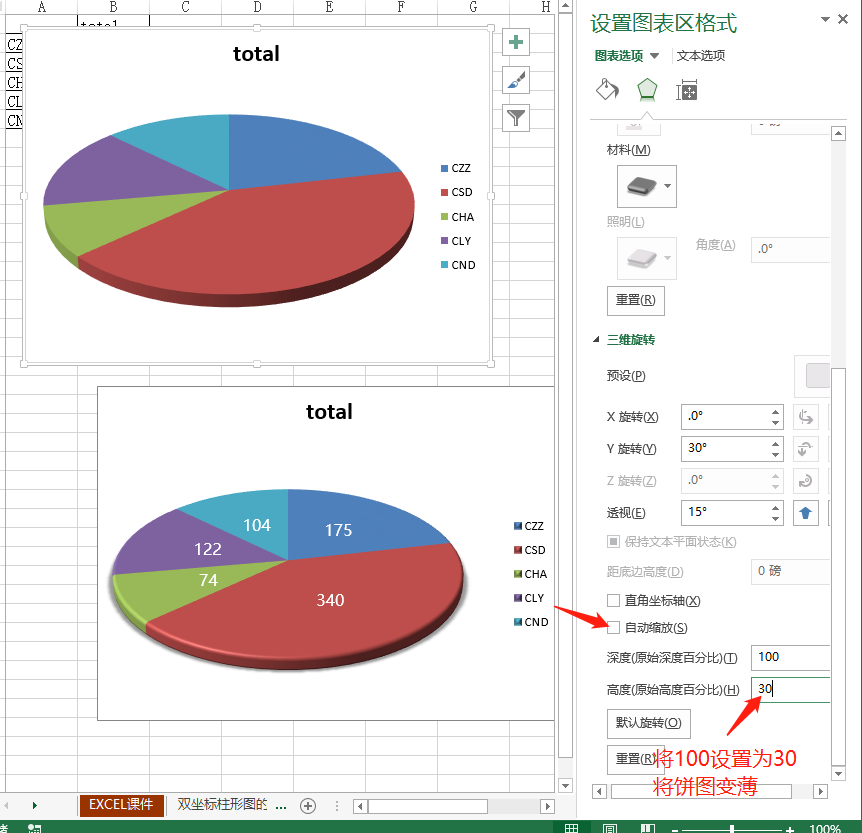 A B C D E F G H
total
CZ
CS
CH
CL
CN
total
CZZ
CSD
CHA
CLY
CND
total
104
175
122
74
340
CZZ
CSD
CHA
CLY
CND
设置图表区格式
图表选项 文本选项
材料(M)
照明(L)
角度(A) .0°
重置(R)
三维旋转
预设(P)
X 旋转(X) .0°
Y 旋转(Y) 30°
Z 旋转(Z) .0°
透视(E) 15°
保持文本平面状态(K)
距底边高度(D) 0 磅
直角坐标轴(X)
自动缩放(S)
深度(原始深度百分比)(T) 100
高度(原始高度百分比)(H) 30
默认旋转(O)
重置(R)
将100设置为30
将饼图变薄
EXCEL课件 双坐标柱形图的 ...
100%